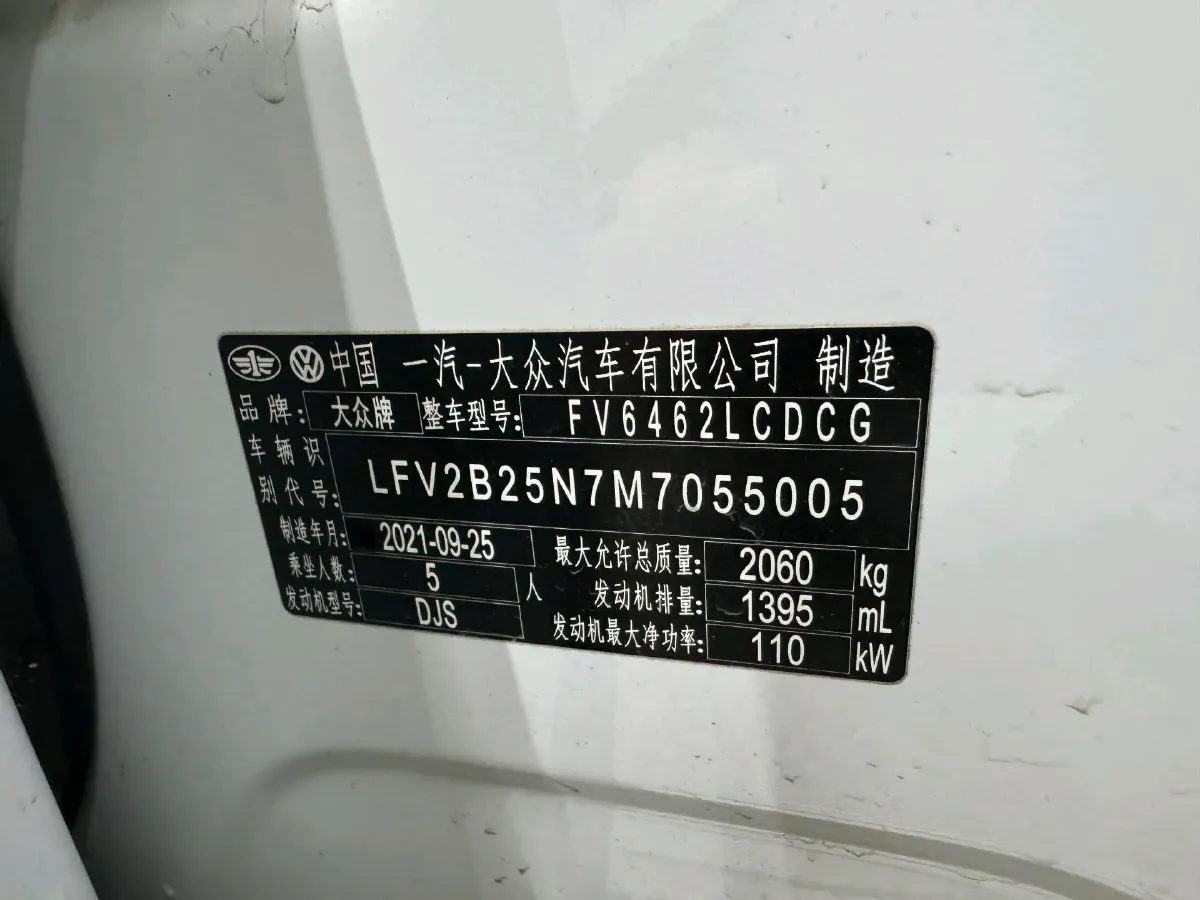 中国 一汽-大众汽车有限公司 制造
品牌: 大众牌 整车型号: FV6462LCDCG
车辆识别代号: LFV2B25N7M7055005
制造年月: 2021-09-25 最大允许总质量: 2060 kg
乘坐人数: 5 人 发动机排量: 1395 mL
发动机型号: DJS 发动机最大净功率: 110 kW